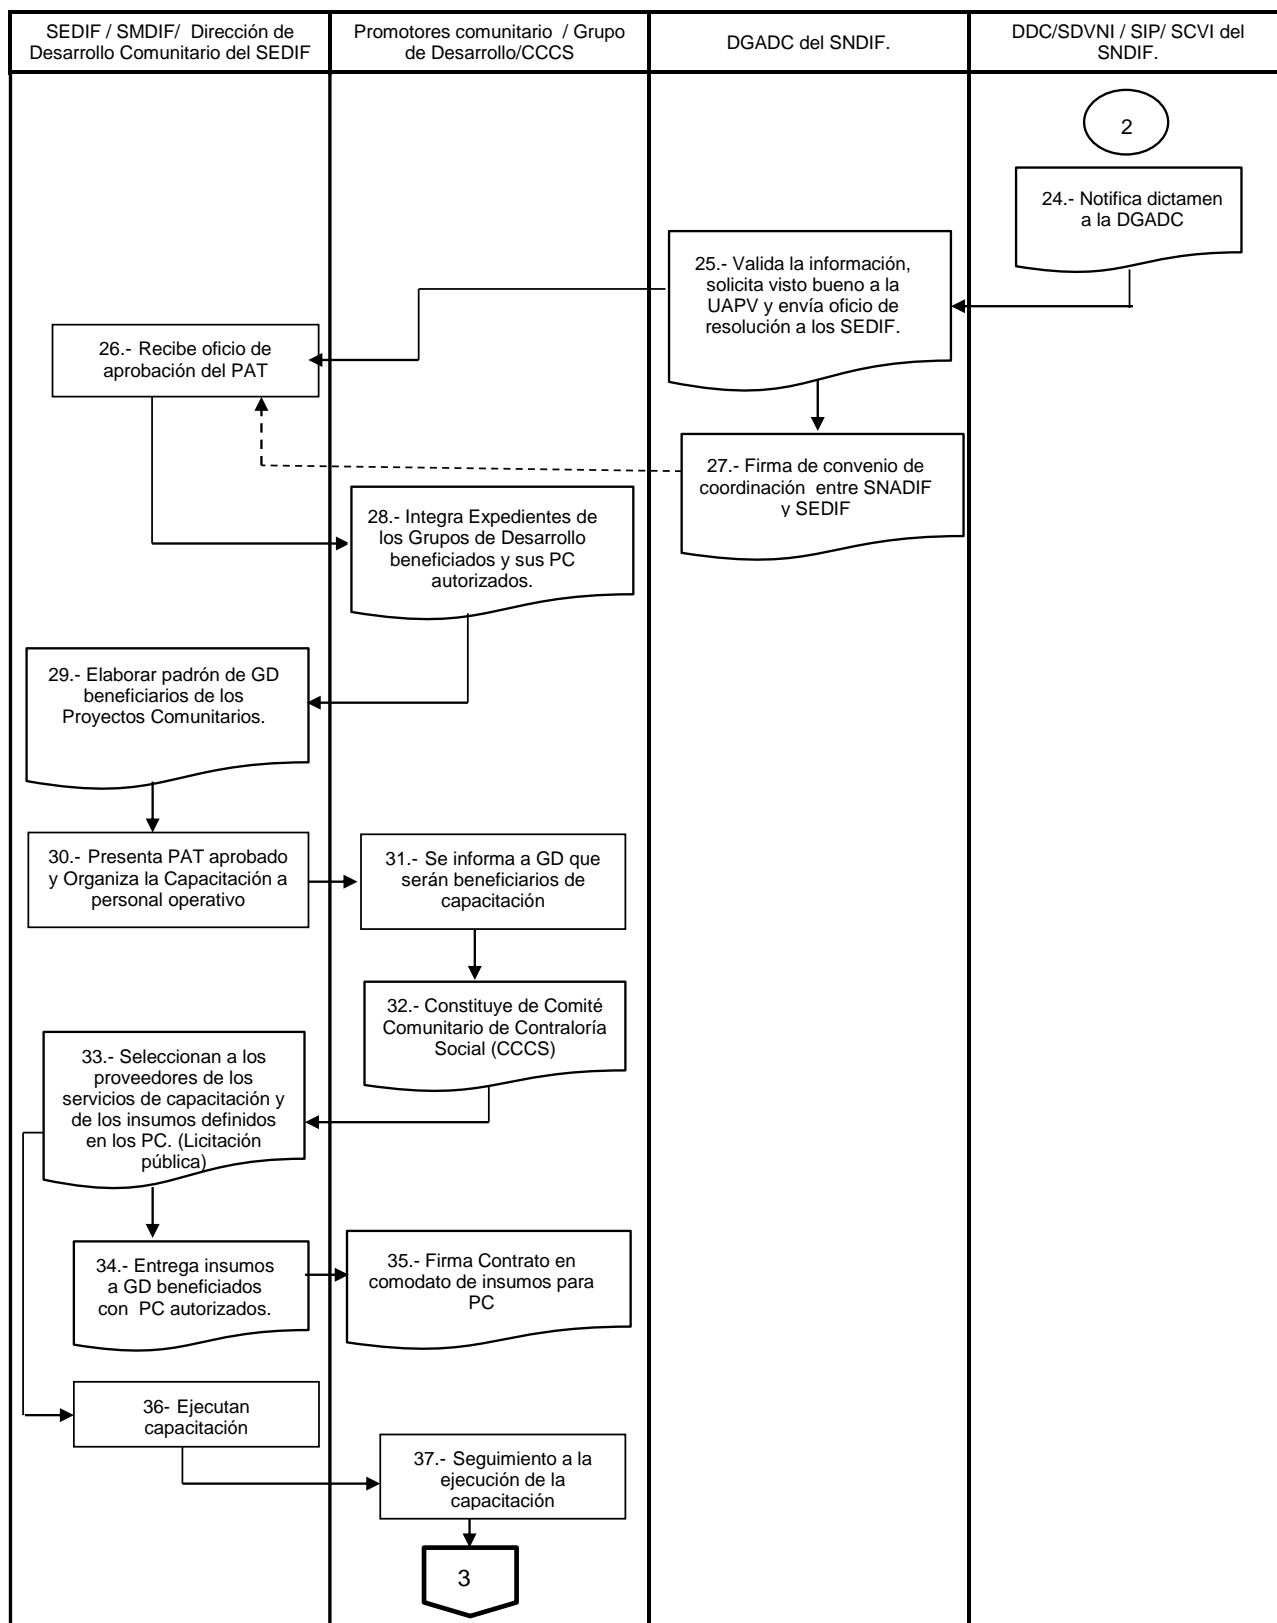 SEDIF / SMDIF/ Dirección de
Desarrollo Comunitario del SEDIF
Promotores comunitario / Grupo
de Desarrollo/CCCS
DGADC del SNDIF.
DDC/SDVNI / SIP/ SCVI del
SNDIF.
2
24.- Notifica dictamen
a la DGADC
25.- Valida la información,
solicita visto bueno a la
UAPV y envía oficio de
resolución a los SEDIF.
26.- Recibe oficio de
aprobación del PAT
27.- Firma de convenio de
coordinación entre SNADIF
y SEDIF
28.- Integra Expedientes de
los Grupos de Desarrollo
beneficiados y sus PC
autorizados.
29.- Elaborar padrón de GD
beneficiarios de los
Proyectos Comunitarios.
30.- Presenta PAT aprobado
y Organiza la Capacitación a
personal operativo
31.- Se informa a GD que
serán beneficiarios de
capacitación
32.- Constituye de Comité
Comunitario de Contraloría
Social (CCCS)
33.- Seleccionan a los
proveedores de los
servicios de capacitación y
de los insumos definidos
en los PC. (Licitación
pública)
34.- Entrega insumos
a GD beneficiados
con PC autorizados.
35.- Firma Contrato en
comodato de insumos para
PC
36- Ejecutan
capacitación
37.- Seguimiento a la
ejecución de la
capacitación
3